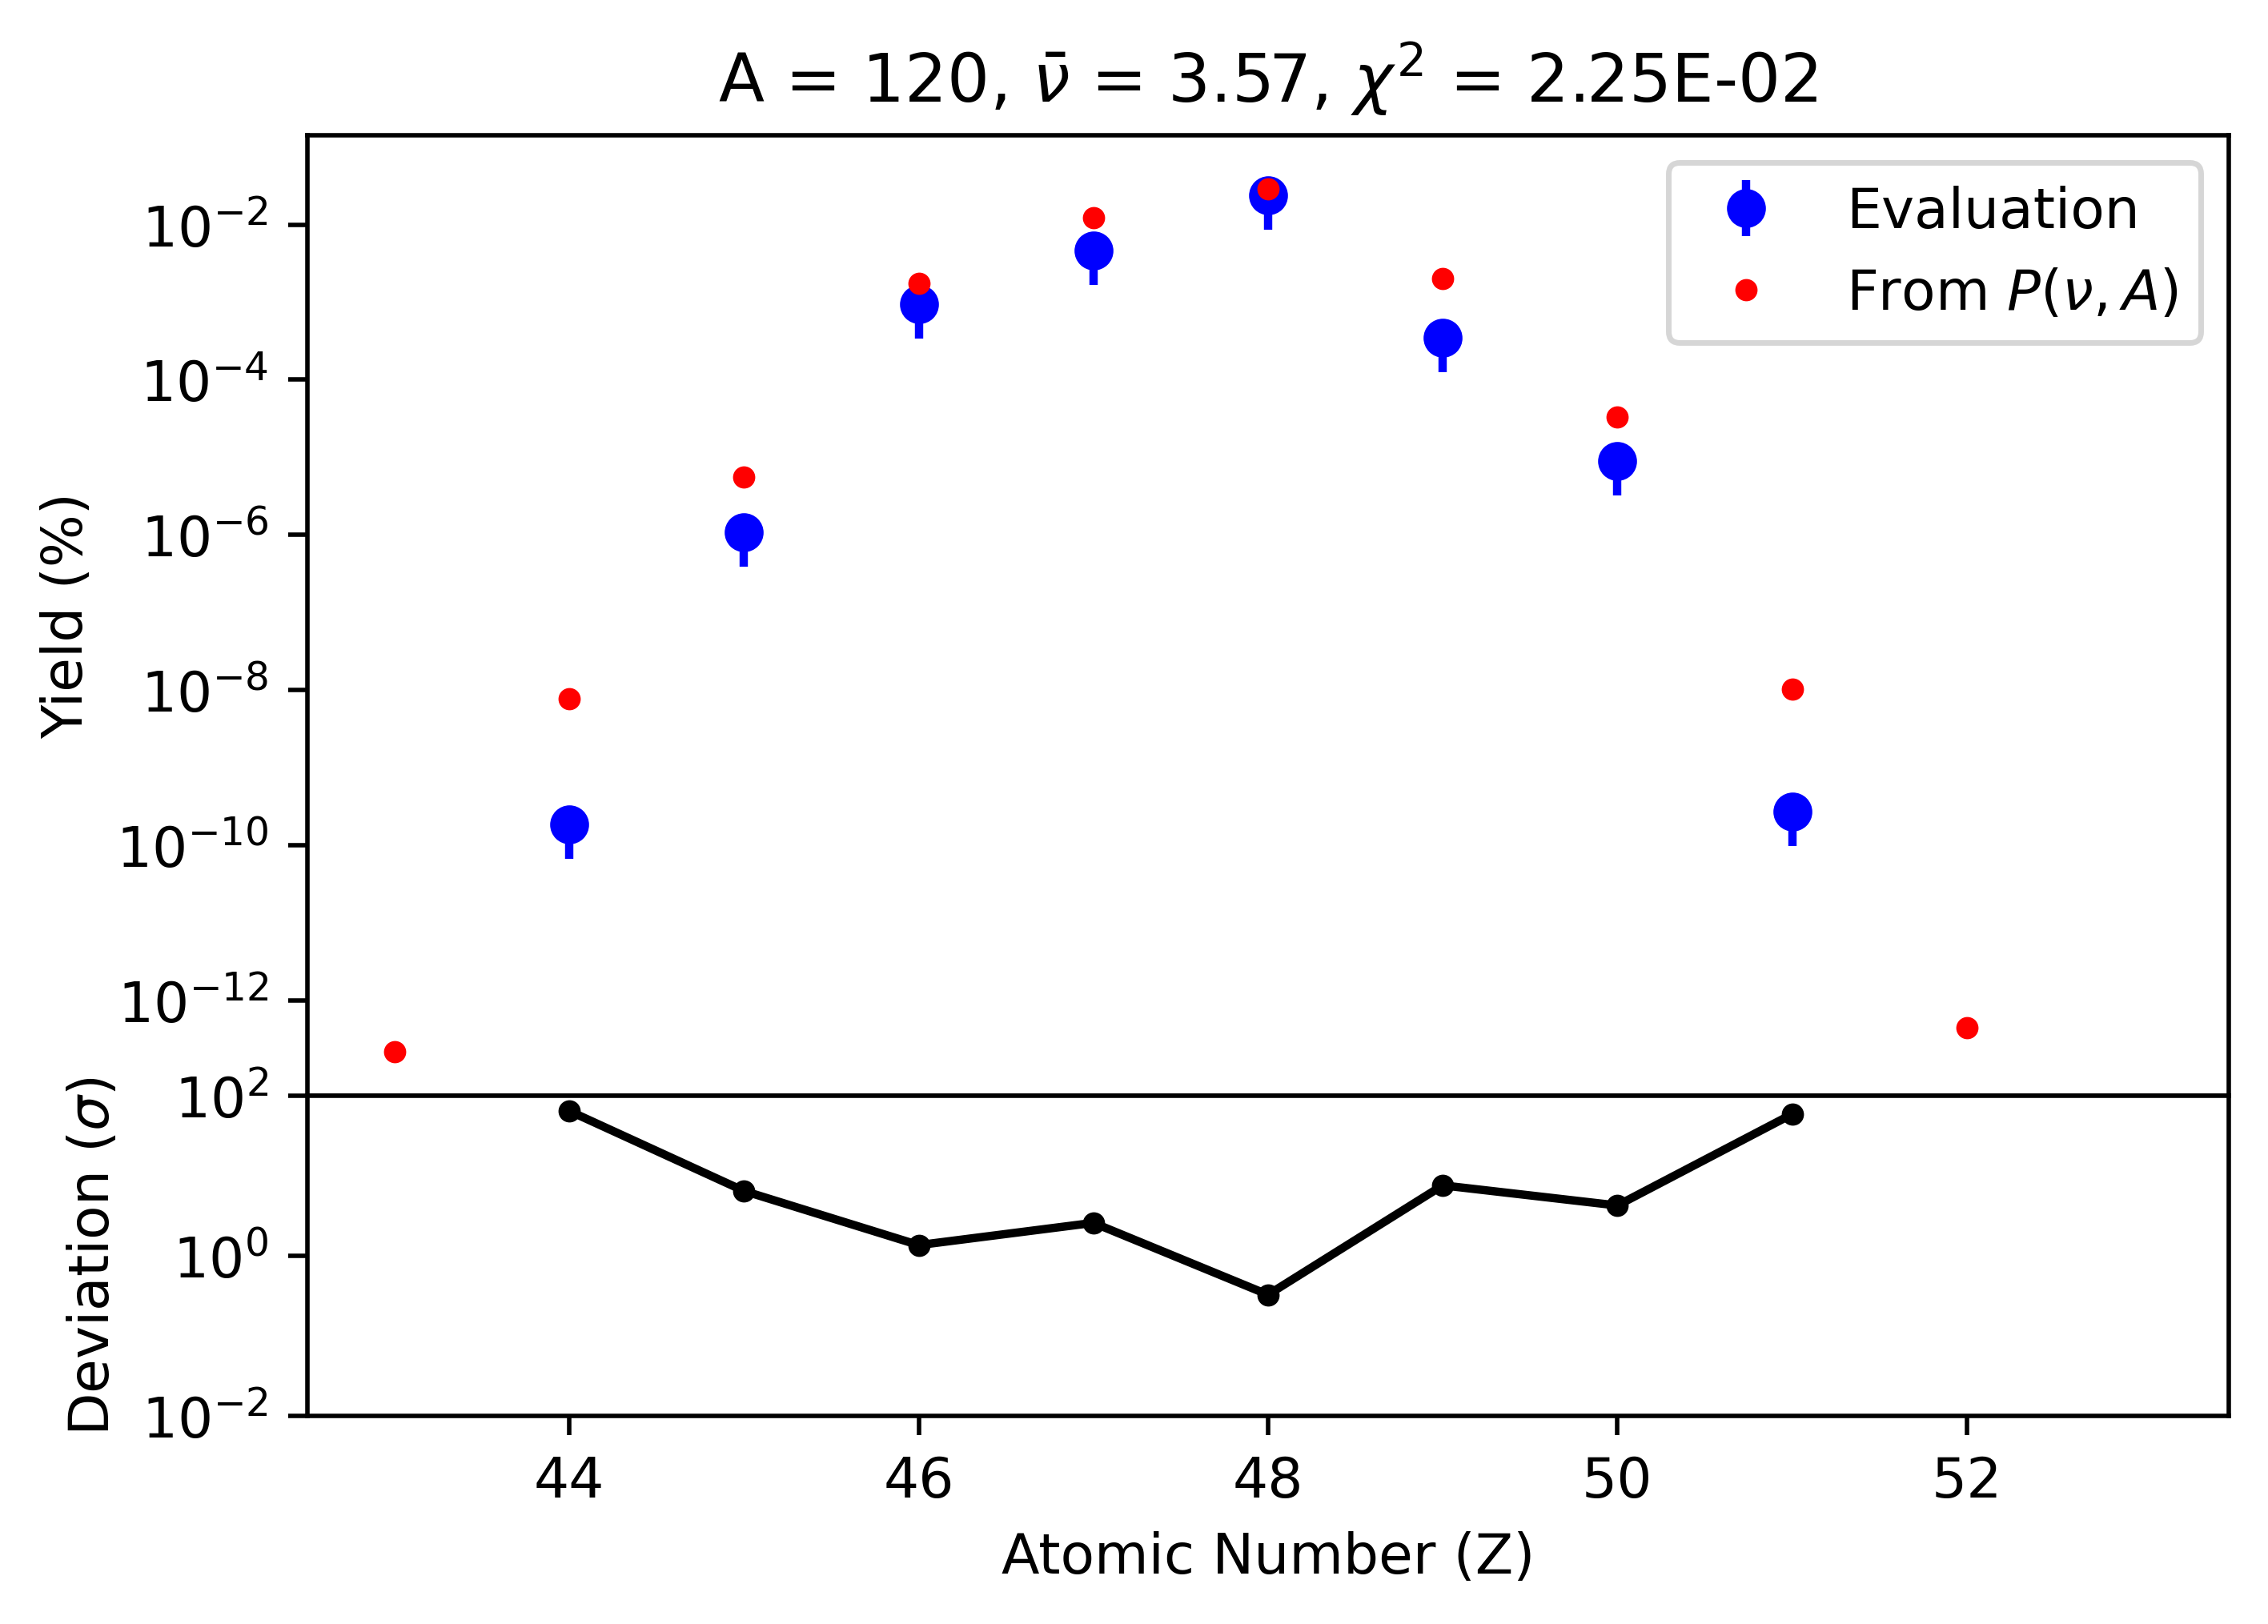 A = 120, ν̄ = 3.57, χ² = 2.25E-02
Evaluation
From P(ν, A)
Yield (%)
10⁻²
10⁻⁴
10⁻⁶
10⁻⁸
10⁻¹⁰
10⁻¹²
Deviation (σ)
10²
10⁰
10⁻²
44 46 48 50 52
Atomic Number (Z)